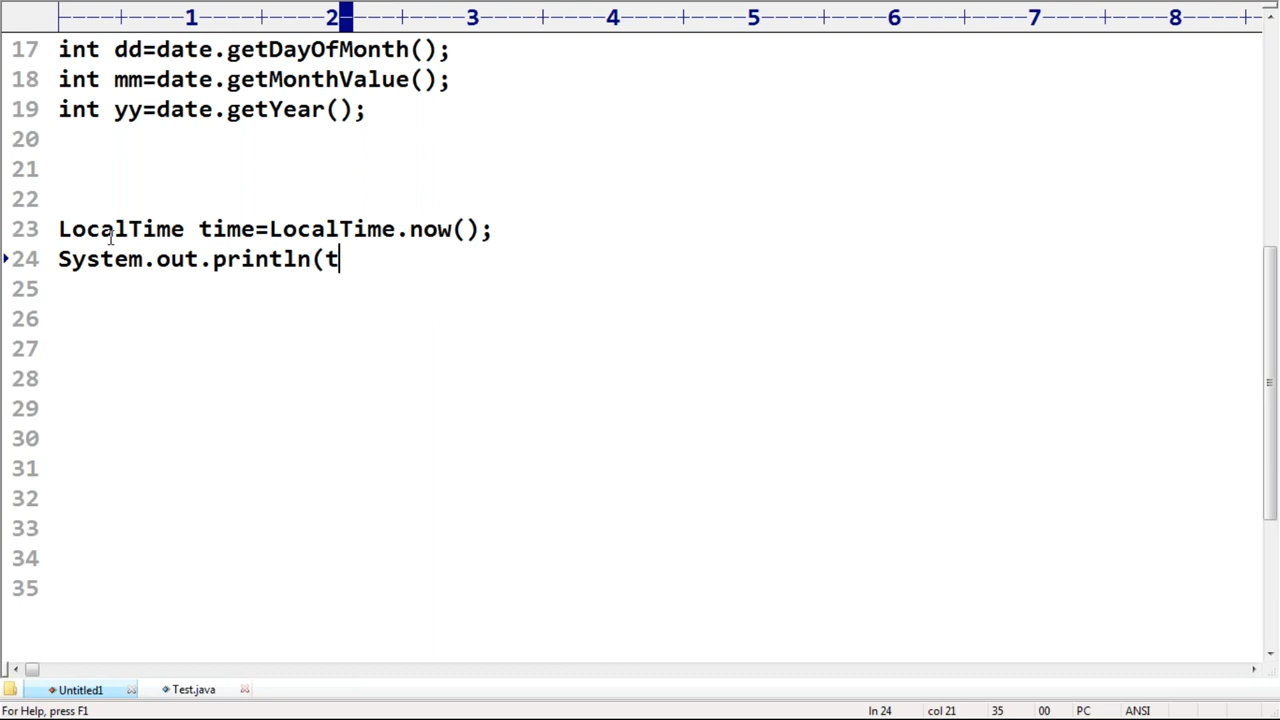 1 2 3 4 5 6 7 8
17 int dd=date.getDayOfMonth();
18 int mm=date.getMonthValue();
19 int yy=date.getYear();
20
21
22
23 LocalTime time=LocalTime.now();
24 System.out.println(t
25
26
27
28
29
30
31
32
33
34
35
Untitled1 Test.java
For Help, press F1 ln 24 col 21 35 00 PC ANSI